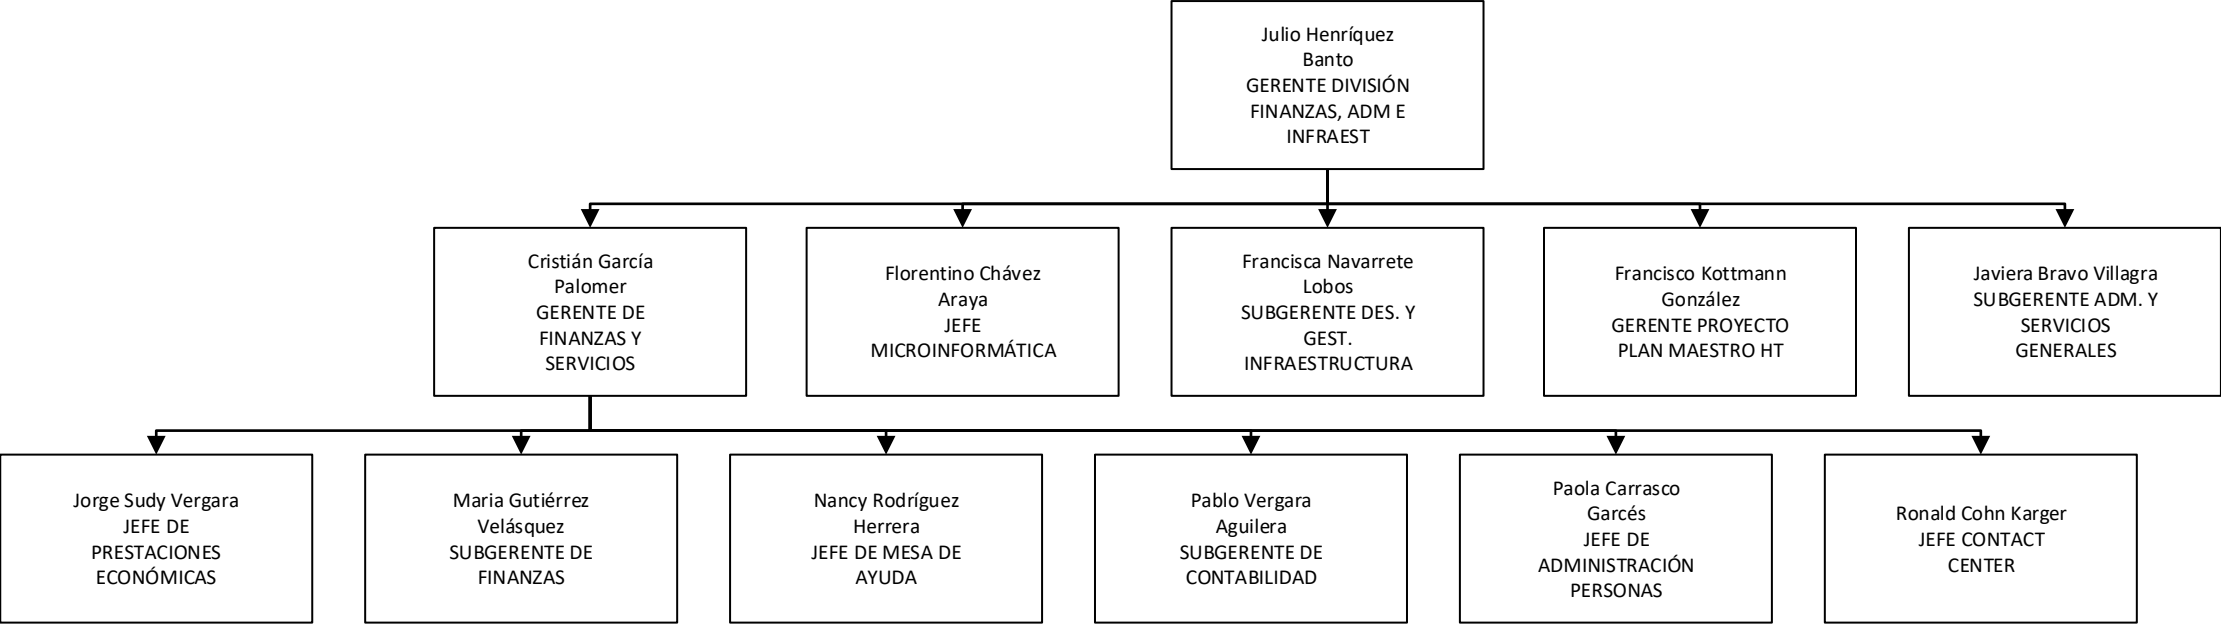 Julio Henríquez
Banto
GERENTE DIVISIÓN
FINANZAS, ADM E
INFRAEST
Cristián García
Palomer
GERENTE DE
FINANZAS Y
SERVICIOS
Florentino Chávez
Araya
JEFE
MICROINFORMÁTICA
Francisca Navarrete
Lobos
SUBGERENTE DES. Y
GEST.
INFRAESTRUCTURA
Francisco Kottmann
González
GERENTE PROYECTO
PLAN MAESTRO HT
Javiera Bravo Villagra
SUBGERENTE ADM. Y
SERVICIOS
GENERALES
Jorge Sudy Vergara
JEFE DE
PRESTACIONES
ECONÓMICAS
Maria Gutiérrez
Velásquez
SUBGERENTE DE
FINANZAS
Nancy Rodríguez
Herrera
JEFE DE MESA DE
AYUDA
Pablo Vergara
Aguilera
SUBGERENTE DE
CONTABILIDAD
Paola Carrasco
Garcés
JEFE DE
ADMINISTRACIÓN
PERSONAS
Ronald Cohn Karger
JEFE CONTACT
CENTER